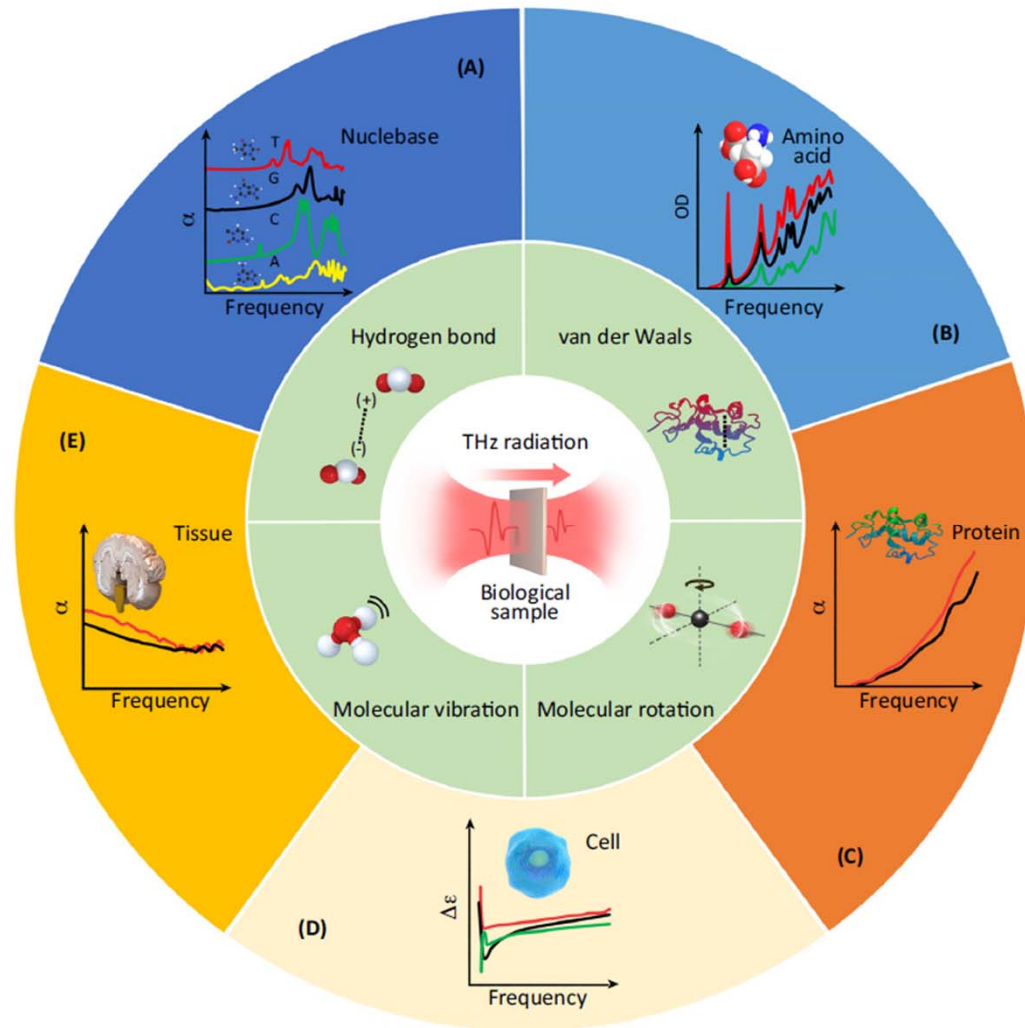 (A)
Nuclebase
T
G
C
A
α
Frequency
(B)
Amino
acid
OD
Frequency
Hydrogen bond
(+)
(-)
van der Waals
THz radiation
Biological
sample
Molecular vibration
Molecular rotation
(E)
Tissue
α
Frequency
Protein
α
Frequency
(C)
(D)
Cell
Δε
Frequency